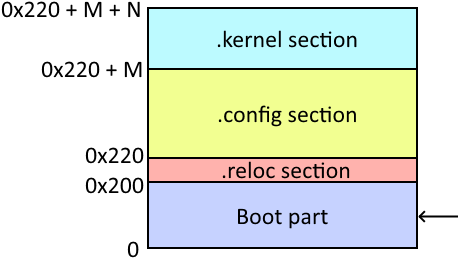 0x220 + M + N
.kernel section
0x220 + M
.config section
0x220
.reloc section
0x200
Boot part
0